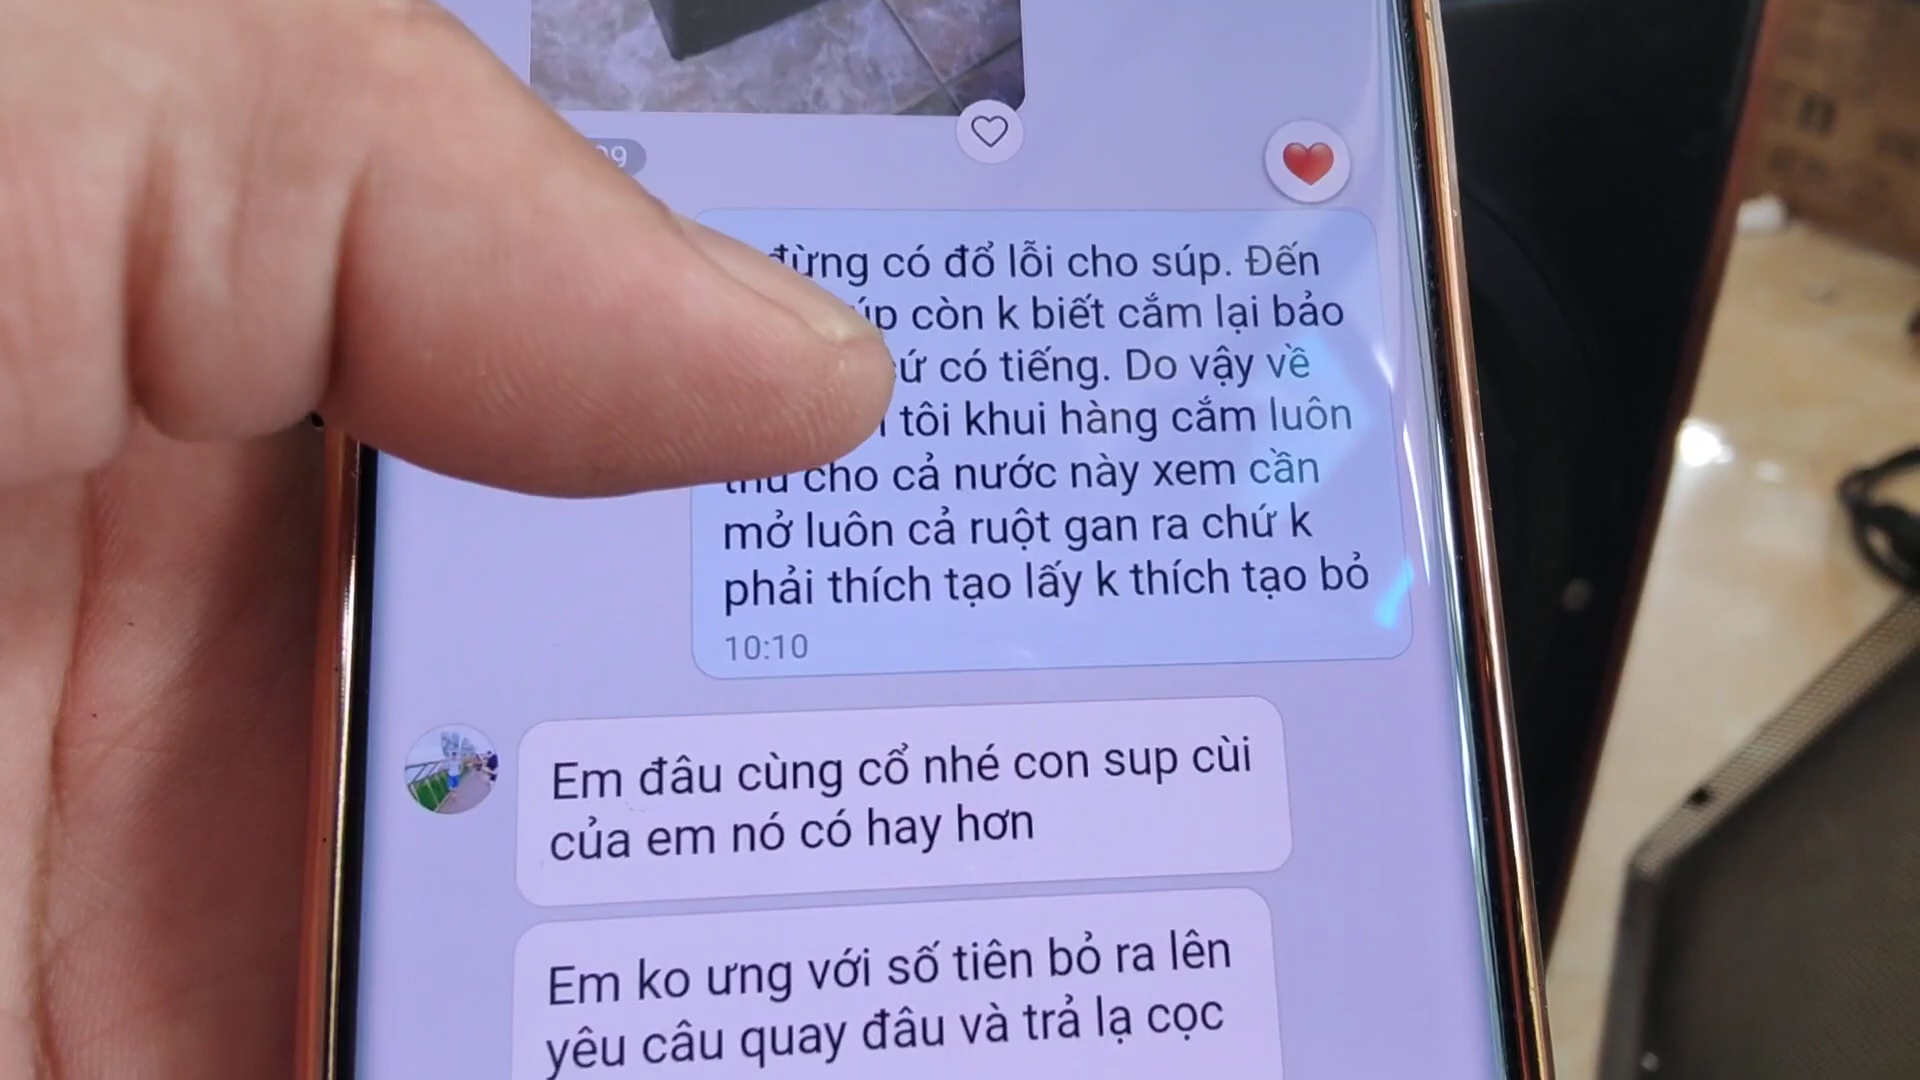 đừng có đổ lỗi cho súp. Đến
còn k biết cắm lại bảo
có tiếng. Do vậy về
tôi khui hàng cắm luôn
cho cả nước này xem cần
mở luôn cả ruột gan ra chứ k
phải thích tạo lấy k thích tạo bỏ
10:10
Em đâu cùng cổ nhé con sup cùi
của em nó có hay hơn
Em ko ưng với số tiên bỏ ra lên
yêu câu quay đâu và trả lạ cọc